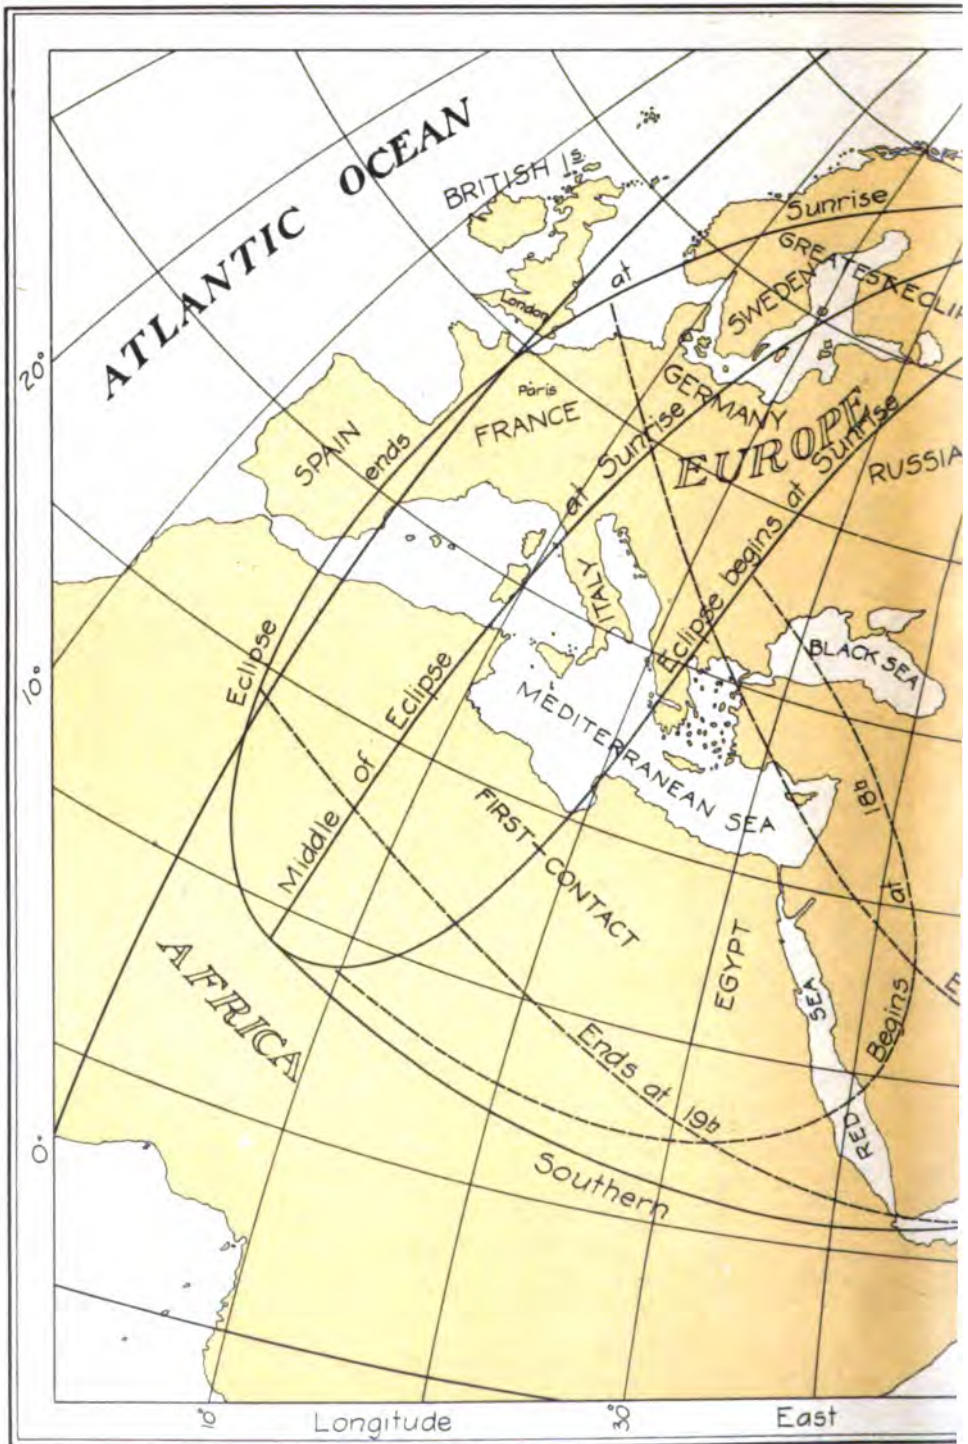 ATLANTIC OCEAN
BRITISH Is
London
Sunrise
at
GREATEST ECLIP
SWEDEN
GERMANY
Paris
FRANCE
SPAIN
ends
EUROPE
RUSSIA
Middle of Eclipse at Sunrise
Eclipse begins at Sunrise
ITALY
BLACK SEA
Eclipse
MEDITERRANEAN SEA
18h
at
Begins
FIRST CONTACT
EGYPT
RED SEA
E
AFRICA
Ends at 19h
Southern
20°
10°
0°
10°
Longitude
30°
East